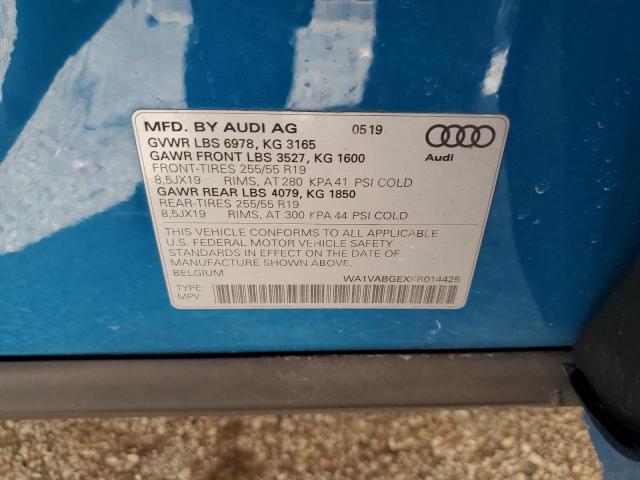 MFD. BY AUDI AG 0519
GVWR LBS 6978, KG 3165
GAWR FRONT LBS 3527, KG 1600
FRONT-TIRES 255/55 R19
8,5JX19 RIMS, AT 280 KPA 41 PSI COLD
GAWR REAR LBS 4079, KG 1850
REAR-TIRES 255/55 R19
8,5JX19 RIMS, AT 300 KPA 44 PSI COLD
Audi
THIS VEHICLE CONFORMS TO ALL APPLICABLE
U.S. FEDERAL MOTOR VEHICLE SAFETY
STANDARDS IN EFFECT ON THE DATE OF
MANUFACTURE SHOWN ABOVE.
BELGIUM WA1VABGEXKB014425
TYPE:
MPV